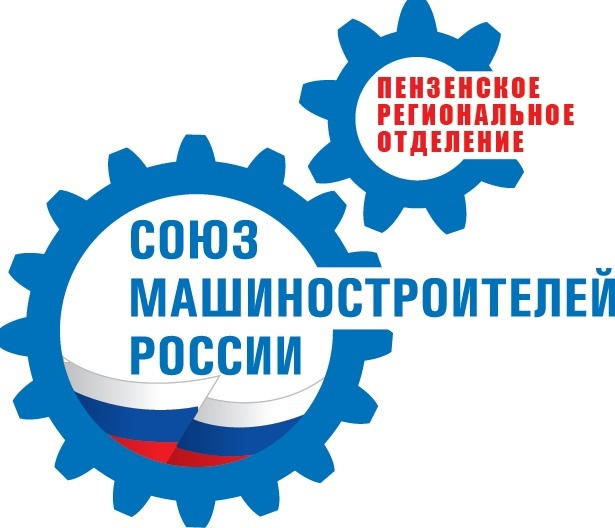 ПЕНЗЕНСКОЕ
РЕГИОНАЛЬНОЕ
ОТДЕЛЕНИЕ
СОЮЗ
МАШИНОСТРОИТЕЛЕЙ
РОССИИ